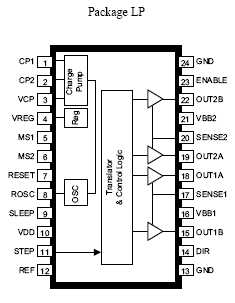 Package LP
CP1 1
CP2 2
VCP 3
VREG 4
MS1 5
MS2 6
RESET 7
ROSC 8
SLEEP 9
VDD 10
STEP 11
REF 12
Charge
Pump
Reg
OSC
Translator
& Control Logic
24 GND
23 ENABLE
22 OUT2B
21 VBB2
20 SENSE2
19 OUT2A
18 OUT1A
17 SENSE1
16 VBB1
15 OUT1B
14 DIR
13 GND